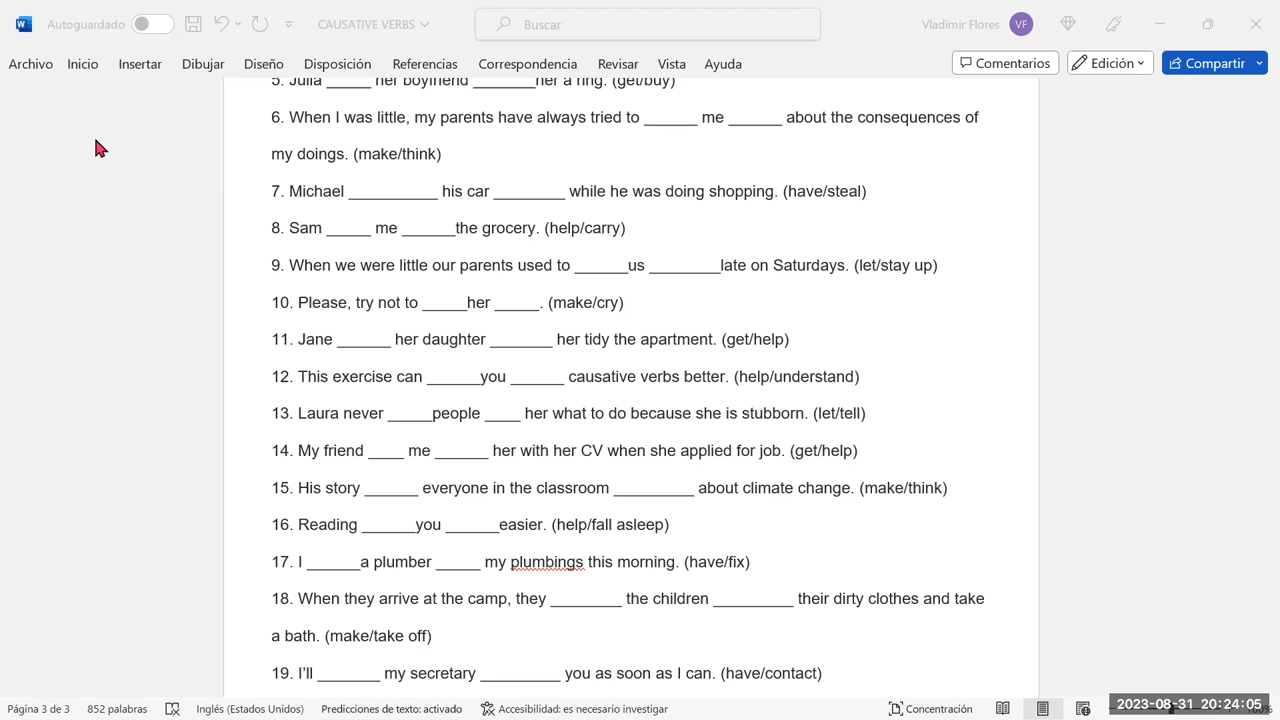 Autoguardado
CAUSATIVE VERBS
Buscar
Vladimir Flores VF
Archivo Inicio Insertar Dibujar Diseño Disposición Referencias Correspondencia Revisar Vista Ayuda Comentarios Edición Compartir
5. Julia _____ her boyfriend _______her a ring. (get/buy)
6. When I was little, my parents have always tried to ______ me ______ about the consequences of
my doings. (make/think)
7. Michael __________ his car ________ while he was doing shopping. (have/steal)
8. Sam _____ me ______the grocery. (help/carry)
9. When we were little our parents used to ______us ________late on Saturdays. (let/stay up)
10. Please, try not to _____her _____. (make/cry)
11. Jane ______ her daughter _______ her tidy the apartment. (get/help)
12. This exercise can ______you ______ causative verbs better. (help/understand)
13. Laura never _____people ____ her what to do because she is stubborn. (let/tell)
14. My friend ____ me ______ her with her CV when she applied for job. (get/help)
15. His story ______ everyone in the classroom _________ about climate change. (make/think)
16. Reading ______you ______easier. (help/fall asleep)
17. I ______a plumber _____ my plumbings this morning. (have/fix)
18. When they arrive at the camp, they ________ the children _________ their dirty clothes and take
a bath. (make/take off)
19. I’ll _______ my secretary _________ you as soon as I can. (have/contact)
Página 3 de 3 852 palabras Inglés (Estados Unidos) Predicciones de texto: activado Accesibilidad: es necesario investigar Concentración
2023-08-31 20:24:05